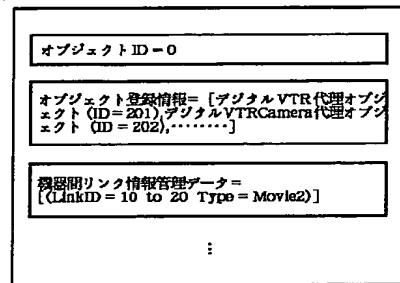 オブジェクトID=0
オブジェクト登録情報= [デジタルVTR代理オブジ
ェクト (ID=201),デジタルVTRCamera代理オブジ
ェクト (ID=202),………]
機器間リンク情報管理データ=
[(LinkID = 10 to 20 Type = Movie2)]
⋮